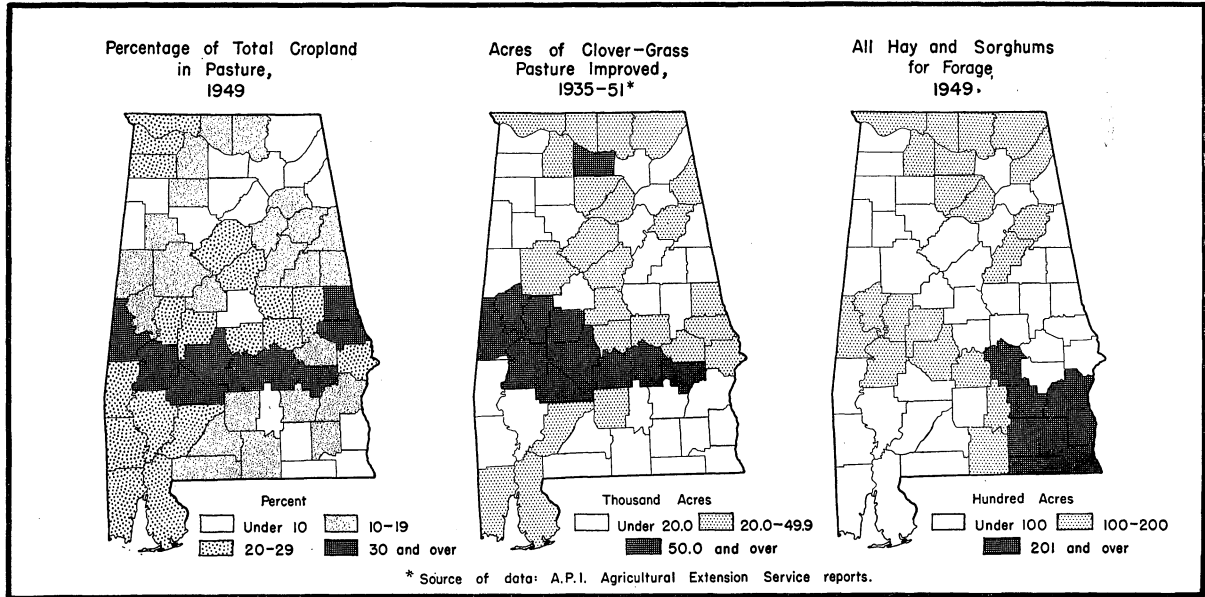 Percentage of Total Cropland
in Pasture,
1949
Percent
Under 10
10-19
20-29
30 and over
Acres of Clover-Grass
Pasture Improved,
1935-51*
Thousand Acres
Under 20.0
20.0-49.9
50.0 and over
All Hay and Sorghums
for Forage,
1949.
Hundred Acres
Under 100
100-200
201 and over
* Source of data: A.P.I. Agricultural Extension Service reports.